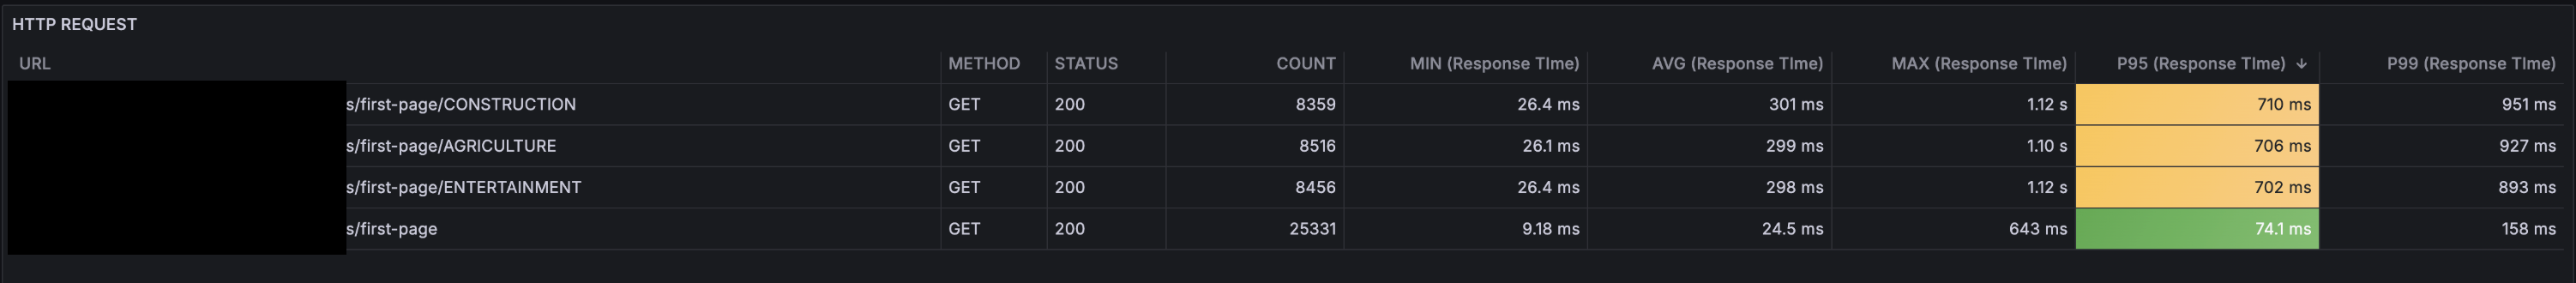 HTTP REQUEST
URL METHOD STATUS COUNT MIN (Response TIme) AVG (Response TIme) MAX (Response TIme) P95 (Response TIme) ↓ P99 (Response TIme)
s/first-page/CONSTRUCTION GET 200 8359 26.4 ms 301 ms 1.12 s 710 ms 951 ms
s/first-page/AGRICULTURE GET 200 8516 26.1 ms 299 ms 1.10 s 706 ms 927 ms
s/first-page/ENTERTAINMENT GET 200 8456 26.4 ms 298 ms 1.12 s 702 ms 893 ms
s/first-page GET 200 25331 9.18 ms 24.5 ms 643 ms 74.1 ms 158 ms